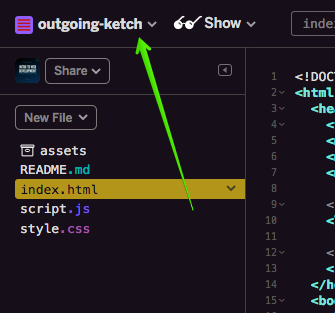 outgoing-ketch Show inde
INTRO TO WEB DEVELOPMENT
Share
New File
assets
README.md
index.html
script.js
style.css
1 <!DOC
2 <html
3 <he
4 <
5 <
6 <
7 <
8
9 <
10 <
11
12 <
13 <
14 </h
15 <bo